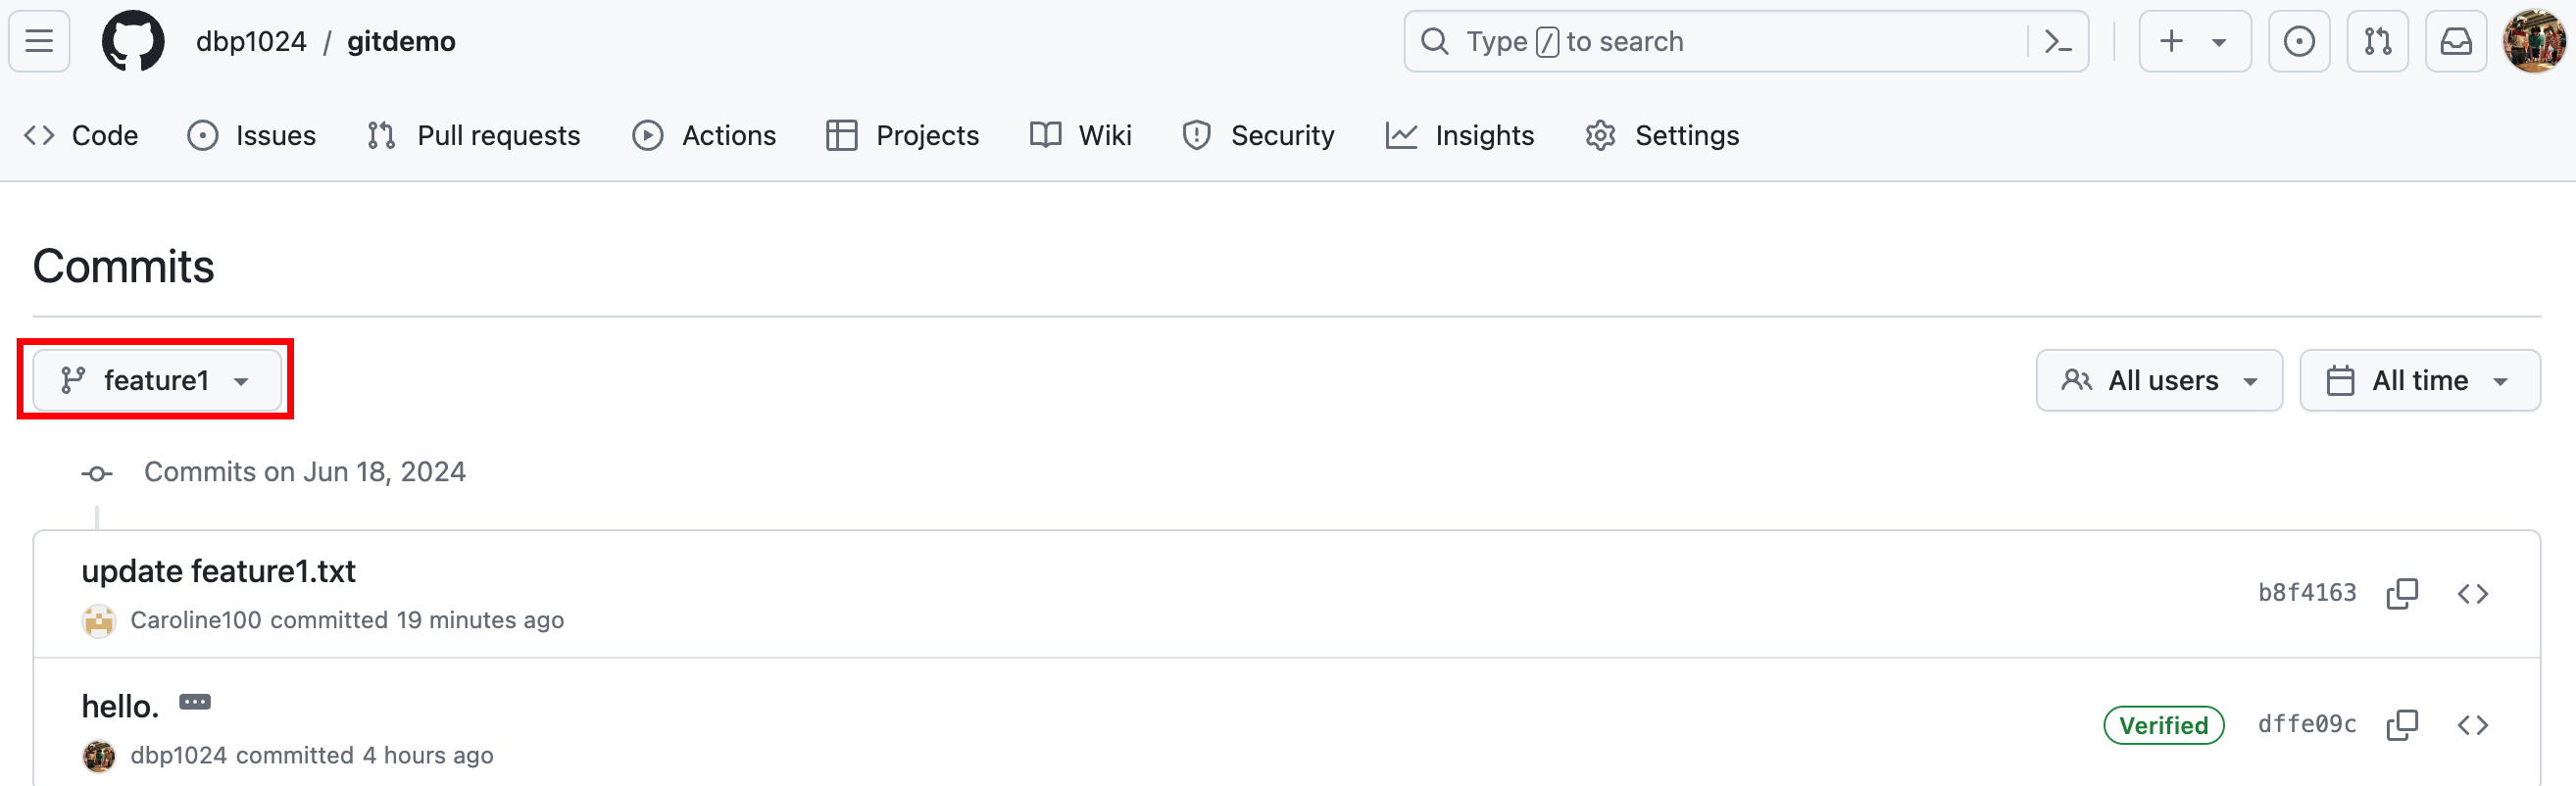 dbp1024 / gitdemo
Type / to search
Code Issues Pull requests Actions Projects Wiki Security Insights Settings
Commits
feature1
All users All time
Commits on Jun 18, 2024
update feature1.txt
b8f4163
Caroline100 committed 19 minutes ago
hello.
Verified dffe09c
dbp1024 committed 4 hours ago